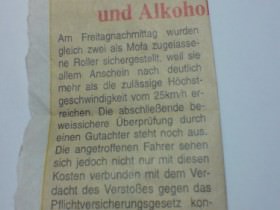 und Alkohol
Am Freitagnachmittag wurden
gleich zwei als Mofa zugelasse-
ne Roller sichergestellt, weil sie
allem Anschein nach deutlich
mehr als die zulässige Höchst-
geschwindigkeit vom 25km/h er-
reichen. Die abschließende be-
weissichere Überprüfung durch
einen Gutachter steht noch aus.
Die angetroffenen Fahrer sehen
sich jedoch nicht nur mit diesen
Kosten verbunden mit dem Ver-
dacht des Verstoßes gegen das
Pflichtversicherungsgesetz kon-